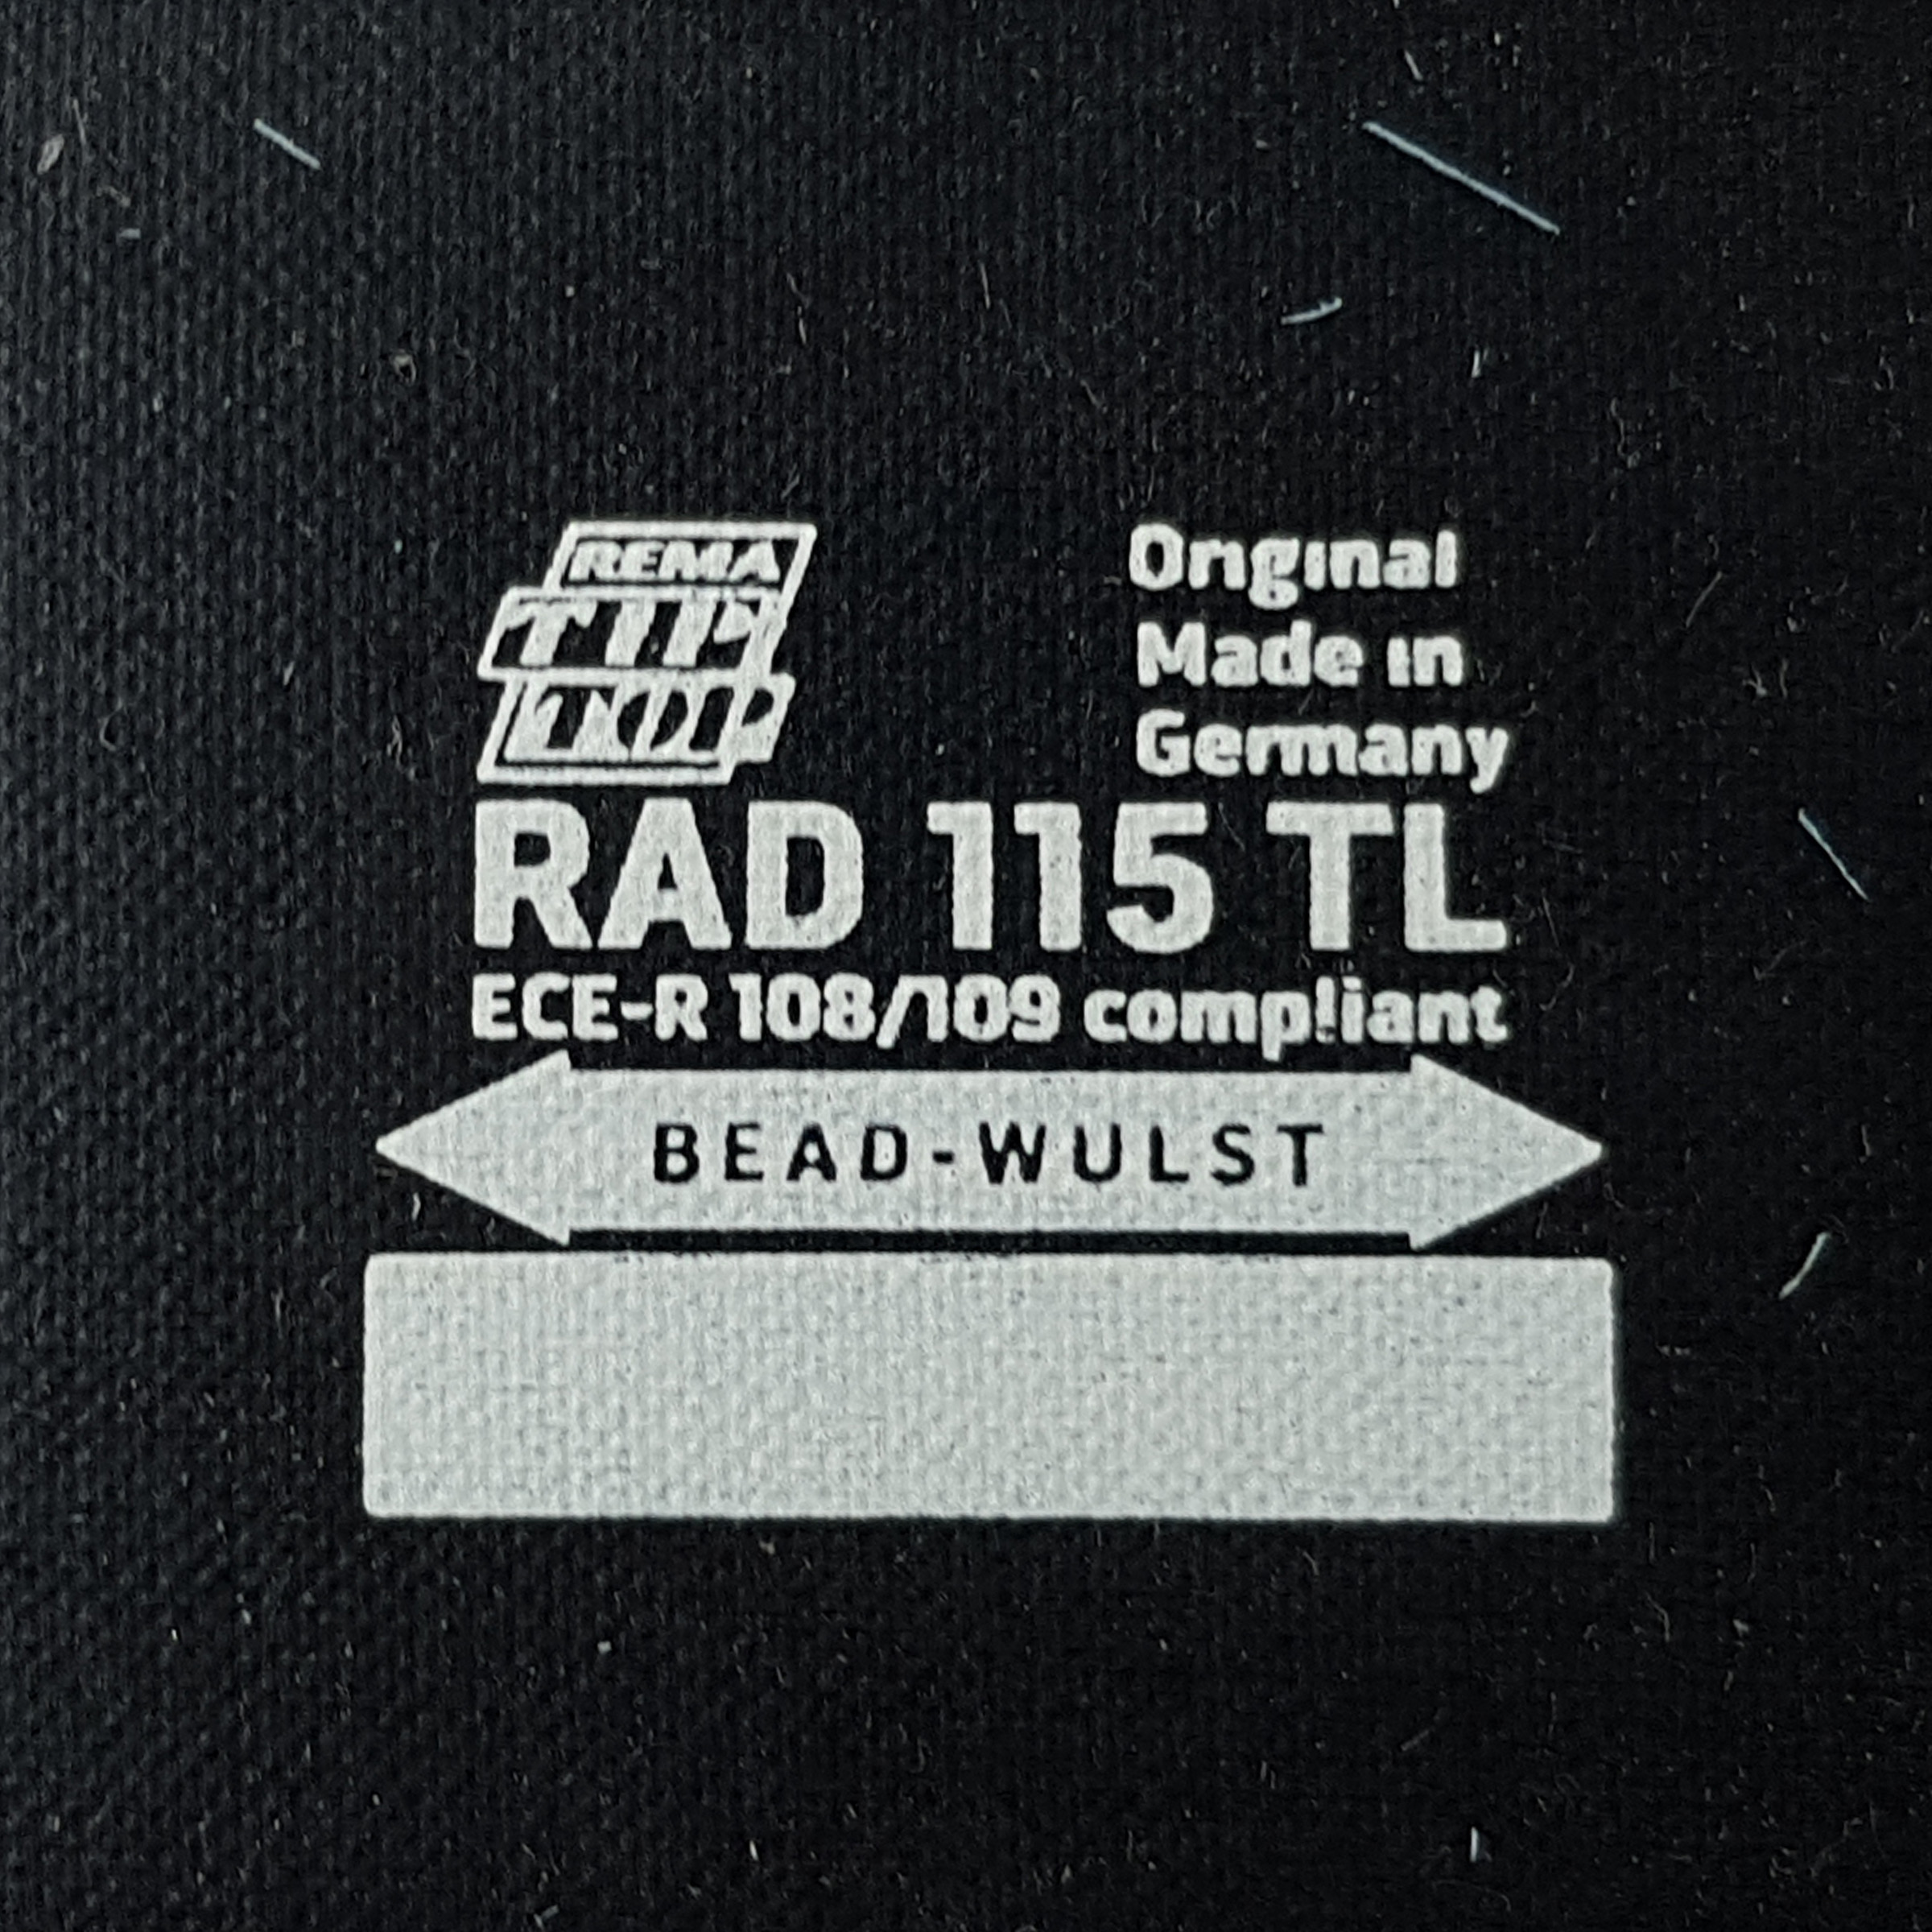 REMA
TIP
TOP
Original
Made in
Germany
RAD 115 TL
ECE-R 108/109 compliant
BEAD-WULST